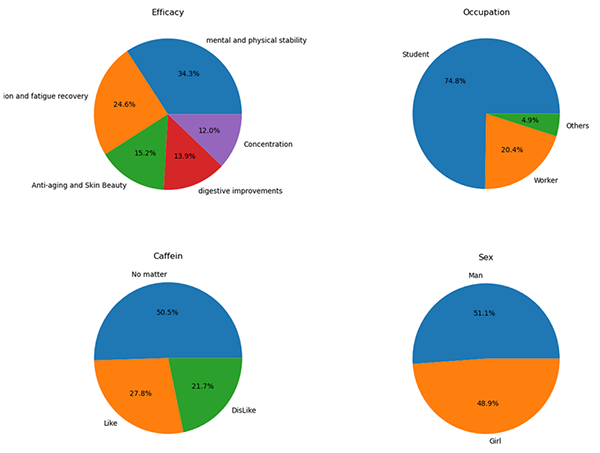 Efficacy
mental and physical stability
34.3%
ion and fatigue recovery
24.6%
15.2%
Anti-aging and Skin Beauty
13.9%
digestive improvements
12.0%
Concentration
Occupation
Student
74.8%
4.9%
Others
20.4%
Worker
Caffein
No matter
50.5%
27.8%
Like
21.7%
DisLike
Sex
Man
51.1%
48.9%
Girl